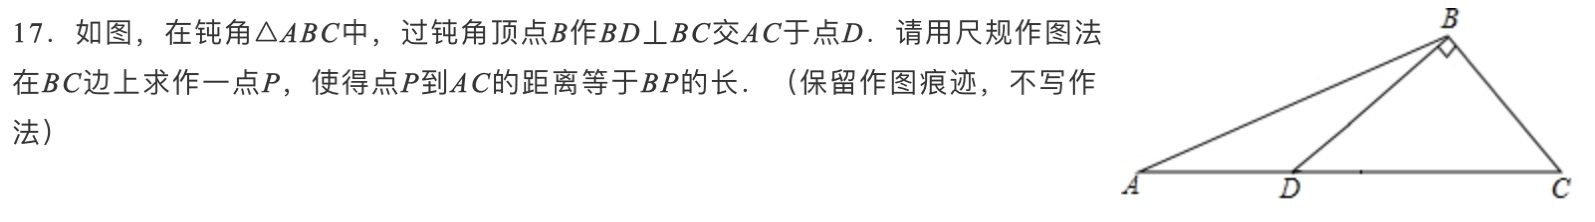 17．如图，在钝角△ABC中，过钝角顶点B作BD⊥BC交AC于点D．请用尺规作图法
在BC边上求作一点P，使得点P到AC的距离等于BP的长．（保留作图痕迹，不写作
法）
B
A
D
C